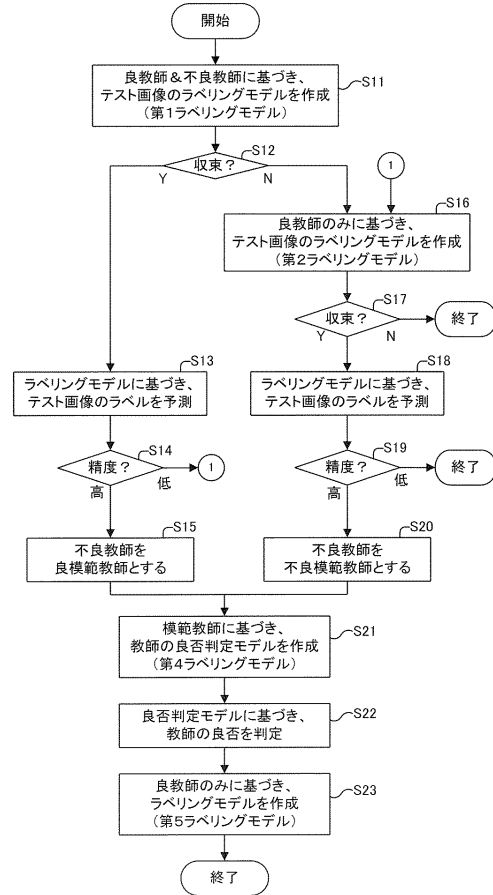 開始
良教師＆不良教師に基づき、
テスト画像のラベリングモデルを作成
（第1ラベリングモデル）
S11
収束？
S12
Y
N
1
良教師のみに基づき、
テスト画像のラベリングモデルを作成
（第2ラベリングモデル）
S16
収束？
S17
Y
N
終了
ラベリングモデルに基づき、
テスト画像のラベルを予測
S13
ラベリングモデルに基づき、
テスト画像のラベルを予測
S18
精度？
S14
高
低
1
精度？
S19
高
低
終了
不良教師を
良模範教師とする
S15
不良教師を
不良模範教師とする
S20
模範教師に基づき、
教師の良否判定モデルを作成
（第4ラベリングモデル）
S21
良否判定モデルに基づき、
教師の良否を判定
S22
良教師のみに基づき、
ラベリングモデルを作成
（第5ラベリングモデル）
S23
終了